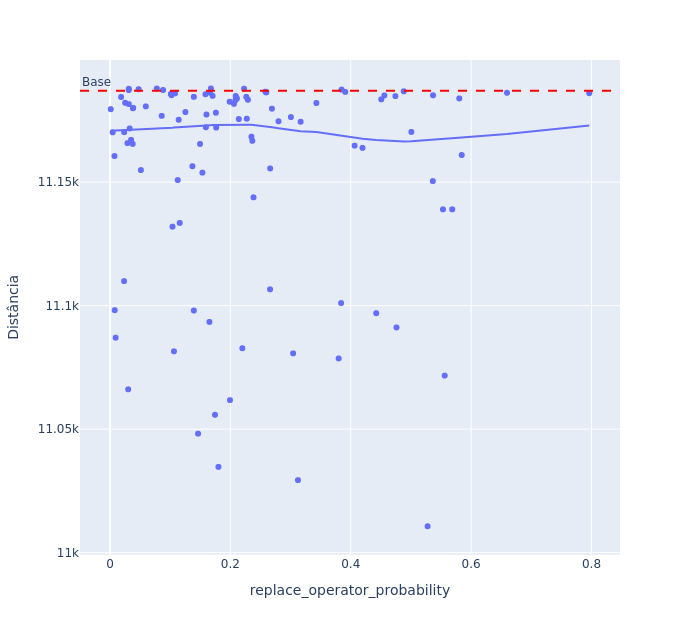 Base
11.15k
11.1k
11.05k
11k
0
0.2
0.4
0.6
0.8
Distância
replace_operator_probability